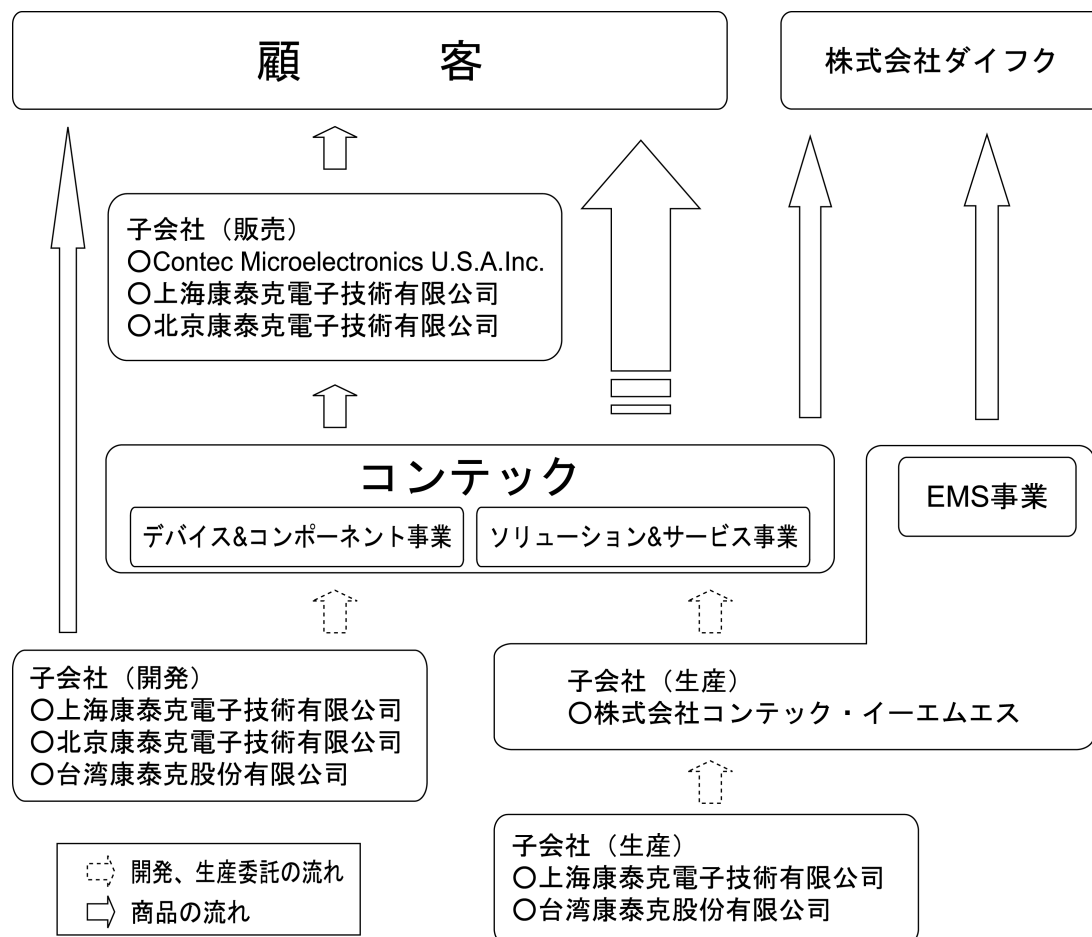 顧　客
株式会社ダイフク
子会社（販売）
○Contec Microelectronics U.S.A.Inc.
○上海康泰克電子技術有限公司
○北京康泰克電子技術有限公司
コンテック
デバイス&コンポーネント事業
ソリューション&サービス事業
EMS事業
子会社（開発）
○上海康泰克電子技術有限公司
○北京康泰克電子技術有限公司
○台湾康泰克股份有限公司
子会社（生産）
○株式会社コンテック・イーエムエス
子会社（生産）
○上海康泰克電子技術有限公司
○台湾康泰克股份有限公司
開発、生産委託の流れ
商品の流れ